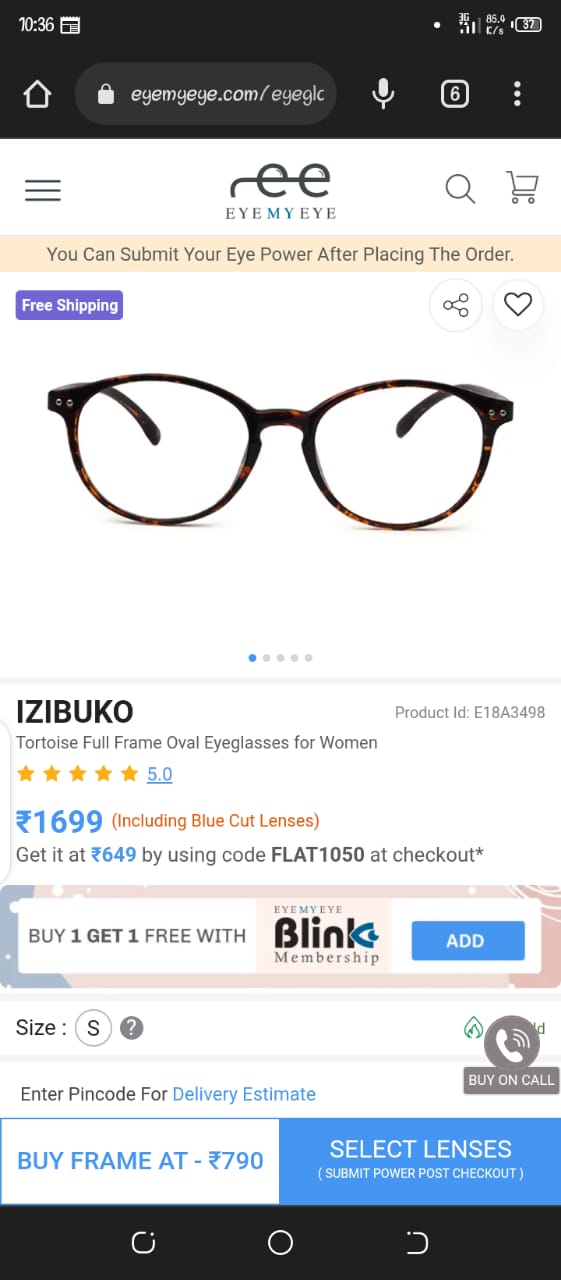 10:36
3G
85.0
K/s
37
eyemyeye.com/eyeglc
6
EYE MY EYE
You Can Submit Your Eye Power After Placing The Order.
Free Shipping
IZIBUKO
Product Id: E18A3498
Tortoise Full Frame Oval Eyeglasses for Women
5.0
₹1699 (Including Blue Cut Lenses)
Get it at ₹649 by using code FLAT1050 at checkout*
BUY 1 GET 1 FREE WITH
EYEMYEYE
Blink
Membership
ADD
Size : S ?
ld
BUY ON CALL
Enter Pincode For Delivery Estimate
BUY FRAME AT - ₹790
SELECT LENSES
( SUBMIT POWER POST CHECKOUT )